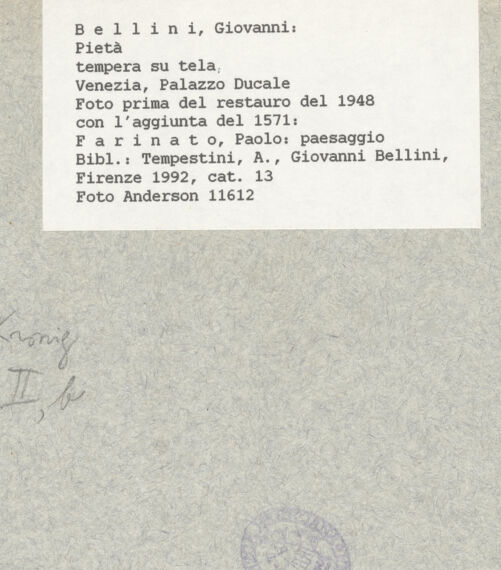 B e l l i n i, Giovanni:
Pietà
tempera su tela.
Venezia, Palazzo Ducale
Foto prima del restauro del 1948
con l'aggiunta del 1571:
F a r i n a t o, Paolo: paesaggio
Bibl.: Tempestini, A., Giovanni Bellini,
Firenze 1992, cat. 13
Foto Anderson 11612
II, b